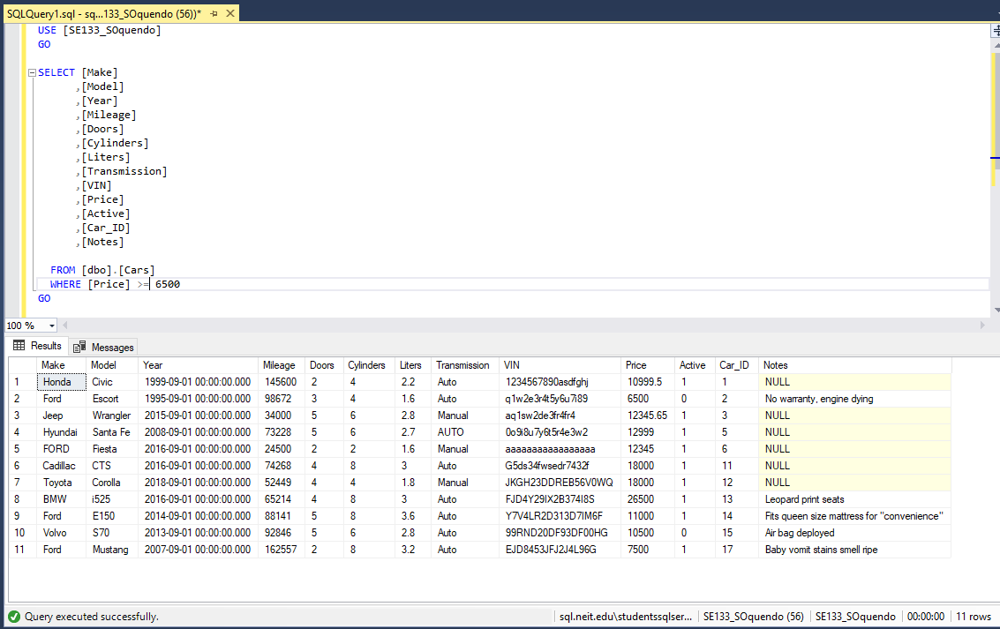 SQLQuery1.sql - sq...133_SOquendo (56))*
USE [SE133_SOquendo]
GO
SELECT [Make]
,[Model]
,[Year]
,[Mileage]
,[Doors]
,[Cylinders]
,[Liters]
,[Transmission]
,[VIN]
,[Price]
,[Active]
,[Car_ID]
,[Notes]
FROM [dbo].[Cars]
WHERE [Price] >= 6500
GO
100 %
Results Messages
Make Model Year Mileage Doors Cylinders Liters Transmission VIN Price Active Car_ID Notes
1 Honda Civic 1999-09-01 00:00:00.000 145600 2 4 2.2 Auto 1234567890asdfghj 10999.5 1 1 NULL
2 Ford Escort 1995-09-01 00:00:00.000 98672 3 4 1.6 Auto q1w2e3r4t5y6u7i89 6500 0 2 No warranty, engine dying
3 Jeep Wrangler 2015-09-01 00:00:00.000 34000 5 6 2.8 Manual aq1sw2de3fr4fr4 12345.65 1 3 NULL
4 Hyundai Santa Fe 2008-09-01 00:00:00.000 73228 5 6 2.7 AUTO 0o9i8u7y6t5r4e3w2 12999 1 5 NULL
5 FORD Fiesta 2016-09-01 00:00:00.000 24500 2 2 1.6 Manual aaaaaaaaaaaaaaaaa 12345 1 6 NULL
6 Cadillac CTS 2016-09-01 00:00:00.000 74268 4 8 3 Auto G5ds34fwsedr7432f 18000 1 11 NULL
7 Toyota Corolla 2018-09-01 00:00:00.000 52449 4 4 1.8 Manual JKGH23DDREB56V0WQ 18000 1 12 NULL
8 BMW i525 2016-09-01 00:00:00.000 65214 4 8 3 Auto FJD4Y29IX2B374I8S 26500 1 13 Leopard print seats
9 Ford E150 2014-09-01 00:00:00.000 88141 5 8 3.6 Auto Y7V4LR2D313D7IM6F 11000 1 14 Fits queen size mattress for "convenience"
10 Volvo S70 2013-09-01 00:00:00.000 92846 5 6 2.8 Auto 99RND20DF93DF00HG 10500 0 15 Air bag deployed
11 Ford Mustang 2007-09-01 00:00:00.000 162557 2 8 3.2 Auto EJD8453JFJ2J4L96G 7500 1 17 Baby vomit stains smell ripe
Query executed successfully. sql.neit.edu\studentssqlser... SE133_SOquendo (56) SE133_SOquendo 00:00:00 11 rows